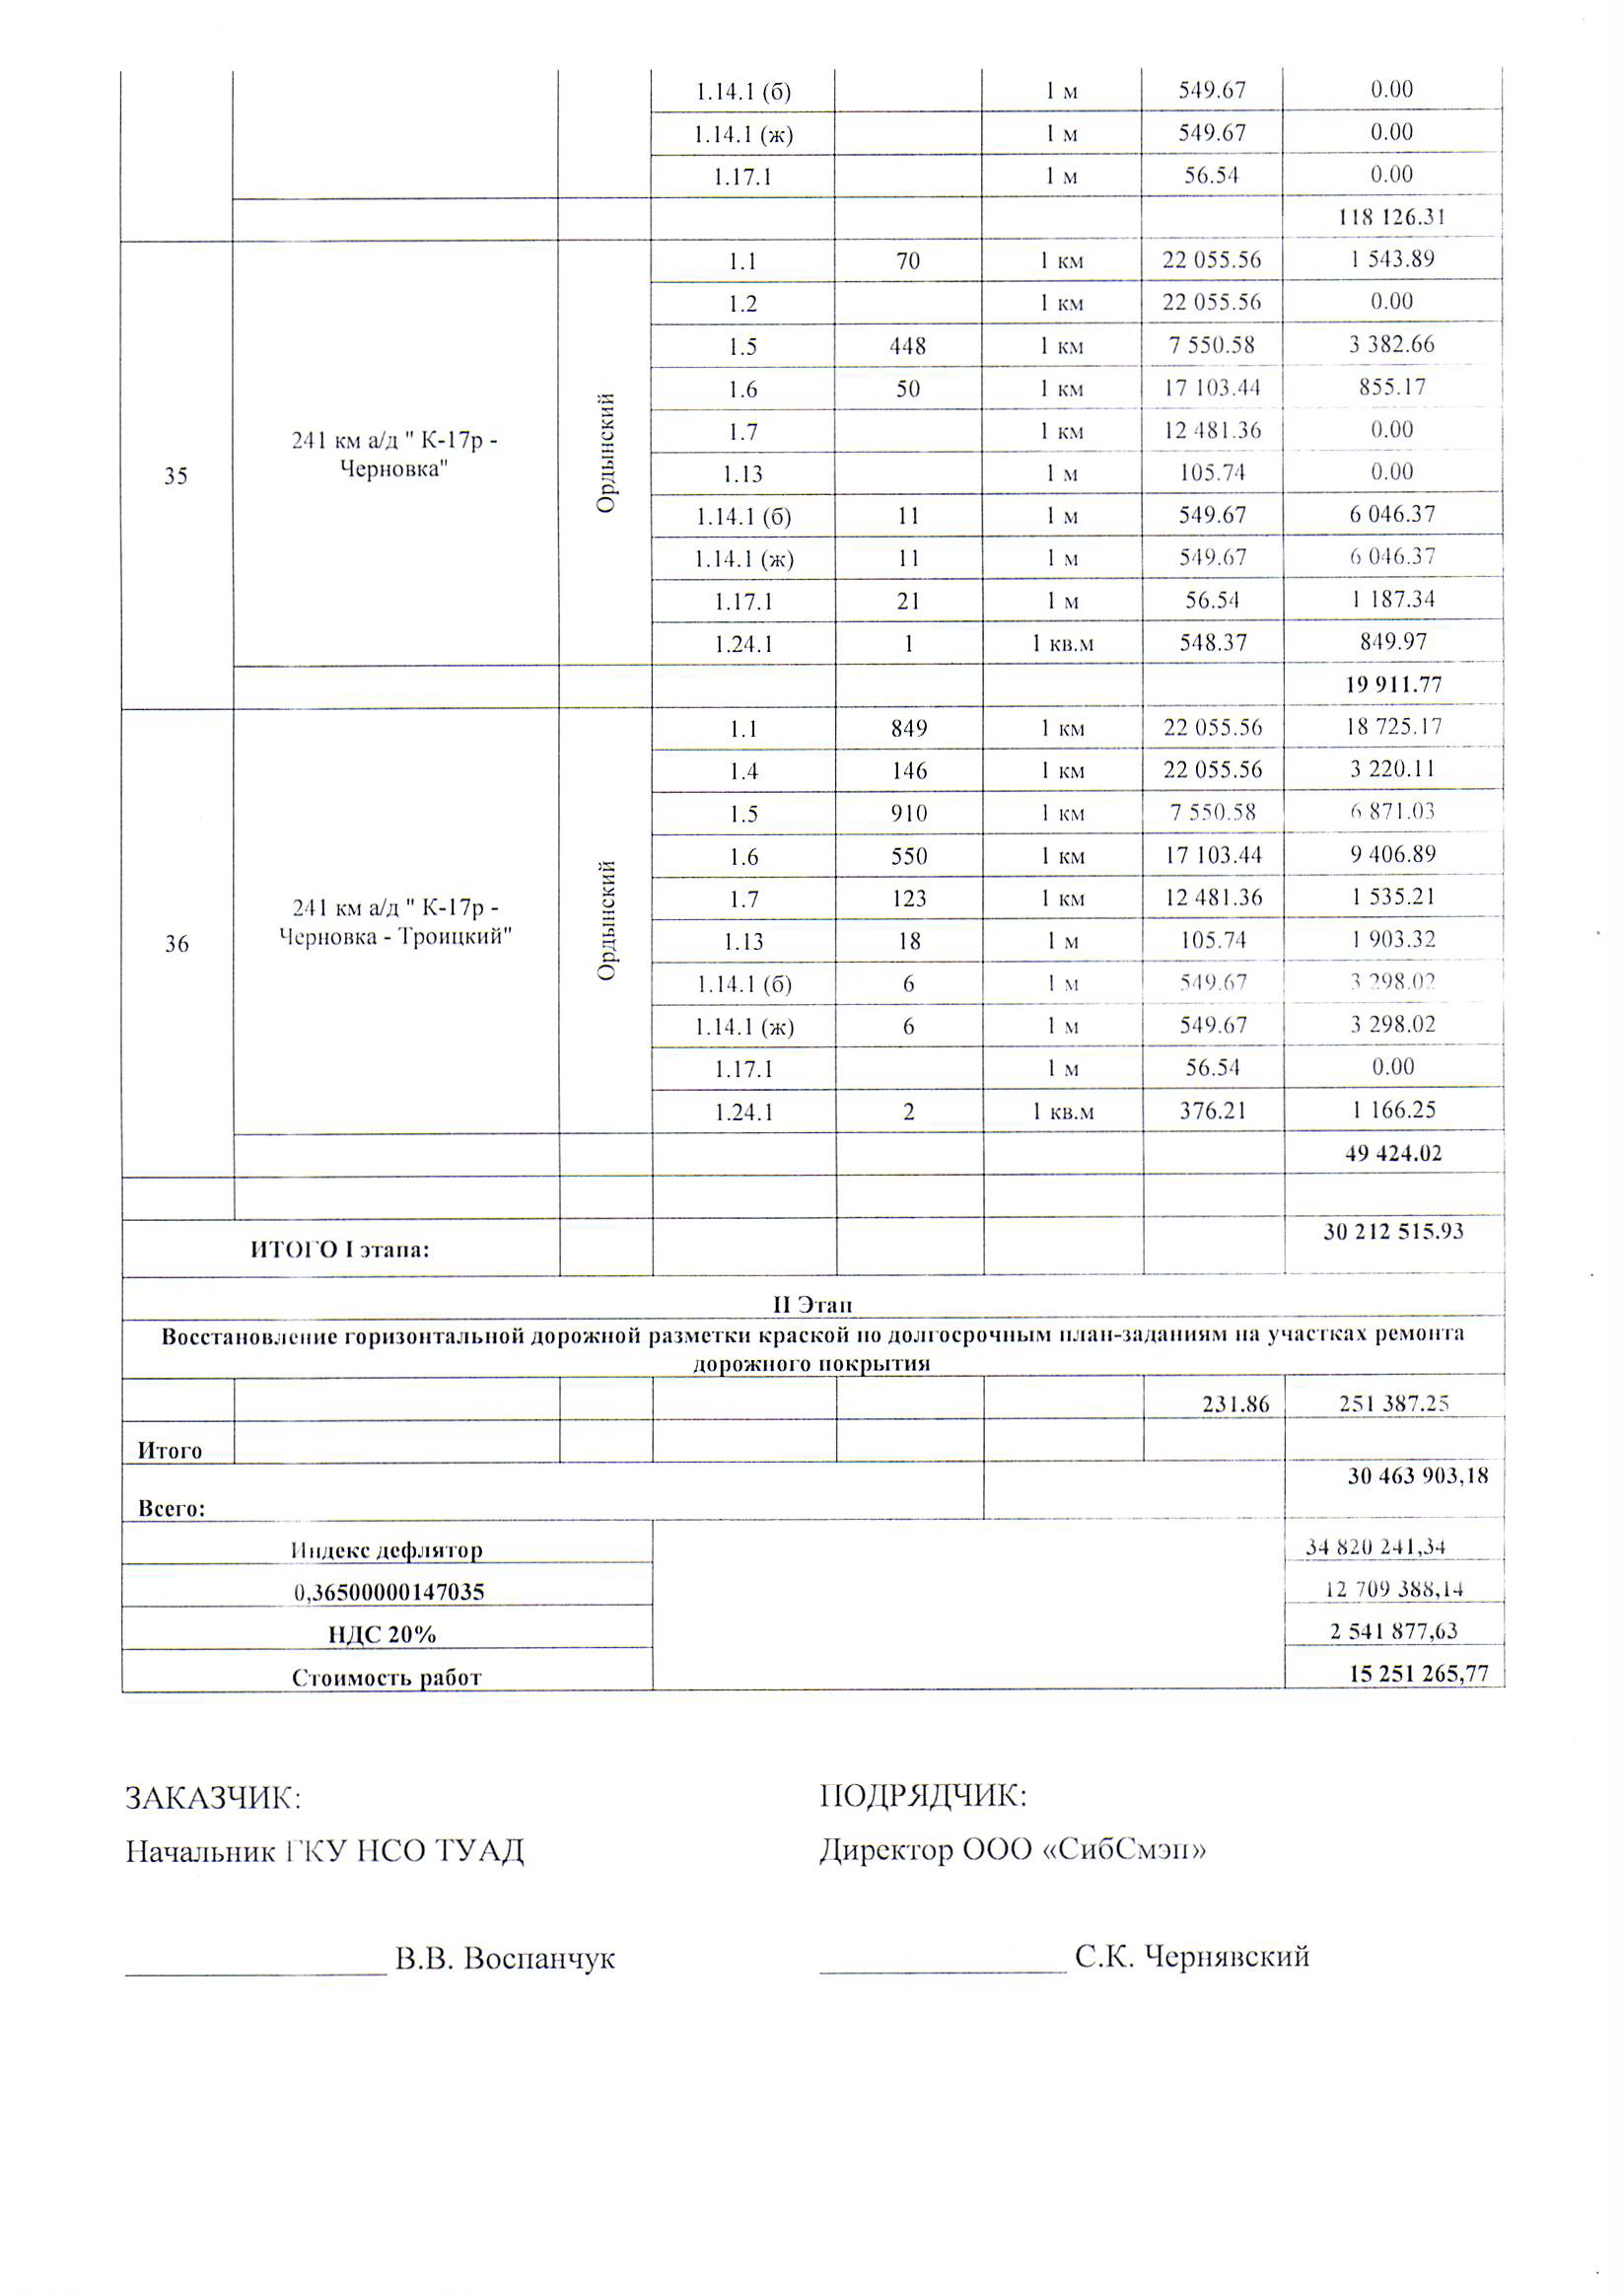 1.14.1 (б) 1 м 549.67 0.00
1.14.1 (ж) 1 м 549.67 0.00
1.17.1 1 м 56.54 0.00
118 126.31
35
241 км а/д " К-17р -
Черновка"
Ордынский
1.1 70 1 км 22 055.56 1 543.89
1.2 1 км 22 055.56 0.00
1.5 448 1 км 7 550.58 3 382.66
1.6 50 1 км 17 103.44 855.17
1.7 1 км 12 481.36 0.00
1.13 1 м 105.74 0.00
1.14.1 (б) 11 1 м 549.67 6 046.37
1.14.1 (ж) 11 1 м 549.67 6 046.37
1.17.1 21 1 м 56.54 1 187.34
1.24.1 1 1 кв.м 548.37 849.97
19 911.77
36
241 км а/д " К-17р -
Черновка - Троицкий"
Ордынский
1.1 849 1 км 22 055.56 18 725.17
1.4 146 1 км 22 055.56 3 220.11
1.5 910 1 км 7 550.58 6 871.03
1.6 550 1 км 17 103.44 9 406.89
1.7 123 1 км 12 481.36 1 535.21
1.13 18 1 м 105.74 1 903.32
1.14.1 (б) 6 1 м 549.67 3 298.02
1.14.1 (ж) 6 1 м 549.67 3 298.02
1.17.1 1 м 56.54 0.00
1.24.1 2 1 кв.м 376.21 1 166.25
49 424.02
ИТОГО I этапа: 30 212 515.93
II Этап
Восстановление горизонтальной дорожной разметки краской по долгосрочным план-заданиям на участках ремонта
дорожного покрытия
231.86 251 387.25
Итого
Всего: 30 463 903,18
Индекс дефлятор 34 820 241,34
0,36500000147035 12 709 388,14
НДС 20% 2 541 877,63
Стоимость работ 15 251 265,77
ЗАКАЗЧИК:
Начальник ГКУ НСО ТУАД
В.В. Воспанчук
ПОДРЯДЧИК:
Директор ООО «СибСмэп»
С.К. Чернявский